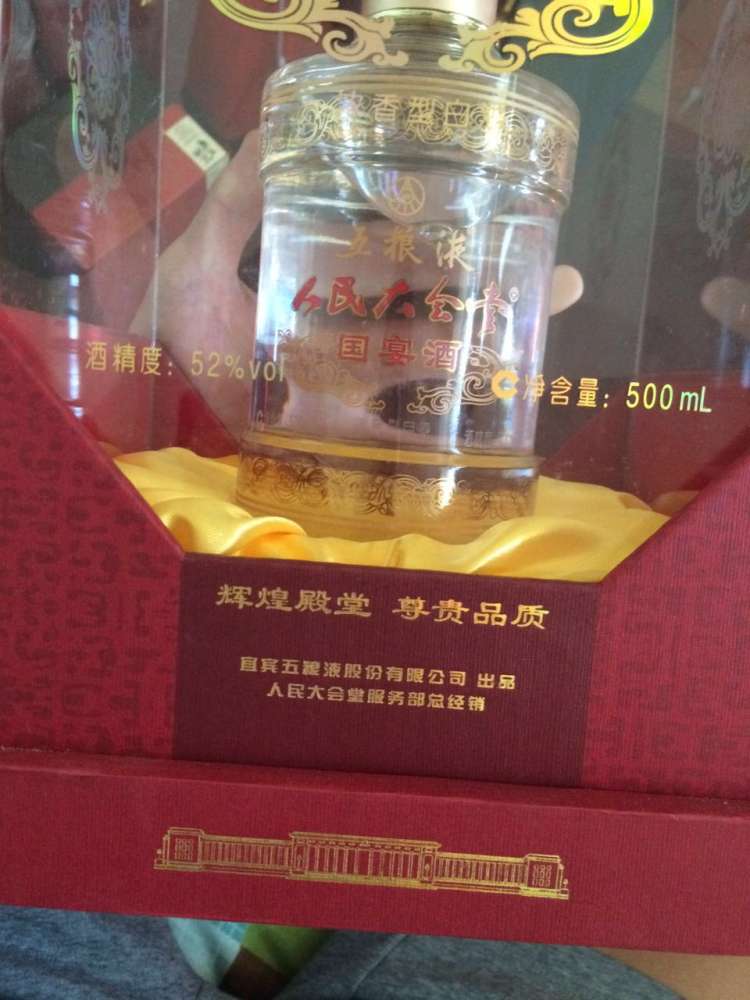 浓香型白酒
五粮液
人民大会堂
国宴酒
酒精度：52%vol
净含量：500mL
辉煌殿堂 尊贵品质
宜宾五粮液股份有限公司 出品
人民大会堂服务部总经销